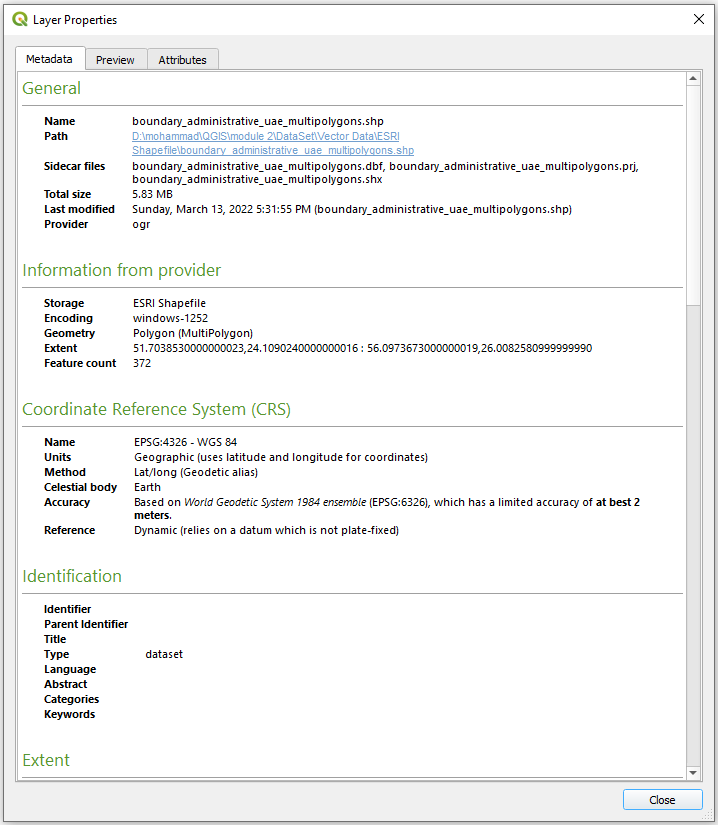 Layer Properties
Metadata Preview Attributes
General
Name boundary_administrative_uae_multipolygons.shp
Path D:\mohammad\QGIS\module 2\DataSet\Vector Data\ESRI
Shapefile\boundary_administrative_uae_multipolygons.shp
Sidecar files boundary_administrative_uae_multipolygons.dbf, boundary_administrative_uae_multipolygons.prj,
boundary_administrative_uae_multipolygons.shx
Total size 5.83 MB
Last modified Sunday, March 13, 2022 5:31:55 PM (boundary_administrative_uae_multipolygons.shp)
Provider ogr
Information from provider
Storage ESRI Shapefile
Encoding windows-1252
Geometry Polygon (MultiPolygon)
Extent 51.7038530000000023,24.1090240000000016 : 56.0973673000000019,26.0082580999999990
Feature count 372
Coordinate Reference System (CRS)
Name EPSG:4326 - WGS 84
Units Geographic (uses latitude and longitude for coordinates)
Method Lat/long (Geodetic alias)
Celestial body Earth
Accuracy Based on World Geodetic System 1984 ensemble (EPSG:6326), which has a limited accuracy of at best 2
meters.
Reference Dynamic (relies on a datum which is not plate-fixed)
Identification
Identifier
Parent Identifier
Title
Type dataset
Language
Abstract
Categories
Keywords
Extent
Close